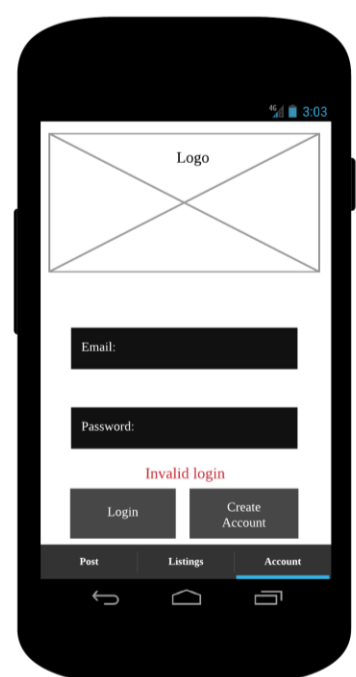 4G 3:03
Logo
Email:
Password:
Invalid login
Login
Create
Account
Post Listings Account